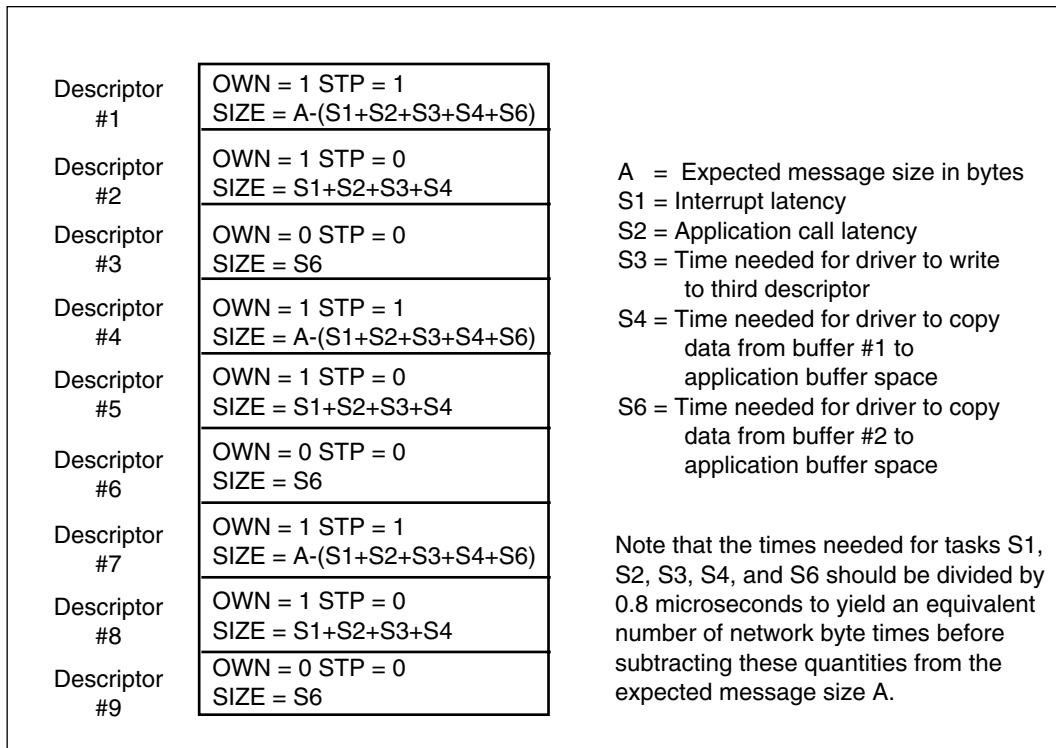 Descriptor
#1
OWN = 1 STP = 1
SIZE = A-(S1+S2+S3+S4+S6)
Descriptor
#2
OWN = 1 STP = 0
SIZE = S1+S2+S3+S4
Descriptor
#3
OWN = 0 STP = 0
SIZE = S6
Descriptor
#4
OWN = 1 STP = 1
SIZE = A-(S1+S2+S3+S4+S6)
Descriptor
#5
OWN = 1 STP = 0
SIZE = S1+S2+S3+S4
Descriptor
#6
OWN = 0 STP = 0
SIZE = S6
Descriptor
#7
OWN = 1 STP = 1
SIZE = A-(S1+S2+S3+S4+S6)
Descriptor
#8
OWN = 1 STP = 0
SIZE = S1+S2+S3+S4
Descriptor
#9
OWN = 0 STP = 0
SIZE = S6
A = Expected message size in bytes
S1 = Interrupt latency
S2 = Application call latency
S3 = Time needed for driver to write
to third descriptor
S4 = Time needed for driver to copy
data from buffer #1 to
application buffer space
S6 = Time needed for driver to copy
data from buffer #2 to
application buffer space
Note that the times needed for tasks S1,
S2, S3, S4, and S6 should be divided by
0.8 microseconds to yield an equivalent
number of network byte times before
subtracting these quantities from the
expected message size A.